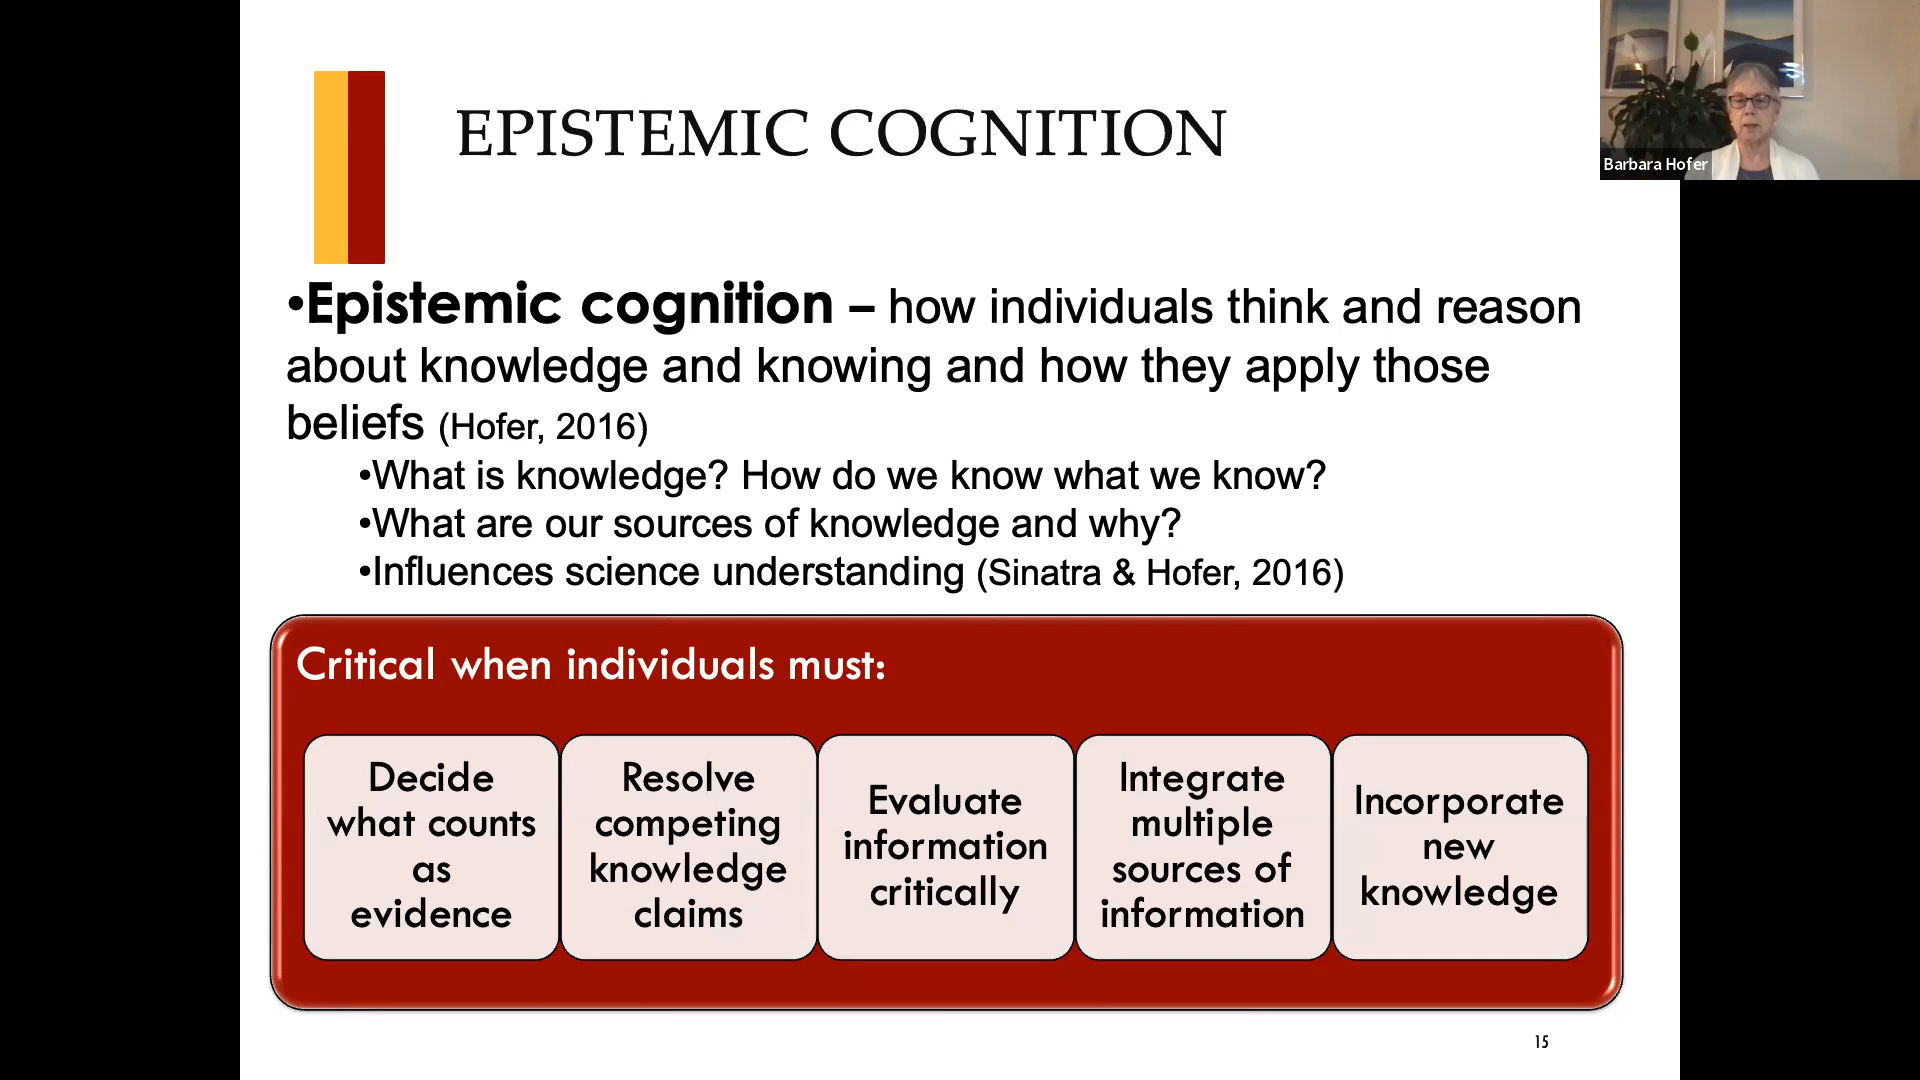 EPISTEMIC COGNITION
Barbara Hofer
•Epistemic cognition – how individuals think and reason
about knowledge and knowing and how they apply those
beliefs (Hofer, 2016)
•What is knowledge? How do we know what we know?
•What are our sources of knowledge and why?
•Influences science understanding (Sinatra & Hofer, 2016)
Critical when individuals must:
Decide
what counts
as
evidence
Resolve
competing
knowledge
claims
Evaluate
information
critically
Integrate
multiple
sources of
information
Incorporate
new
knowledge
15